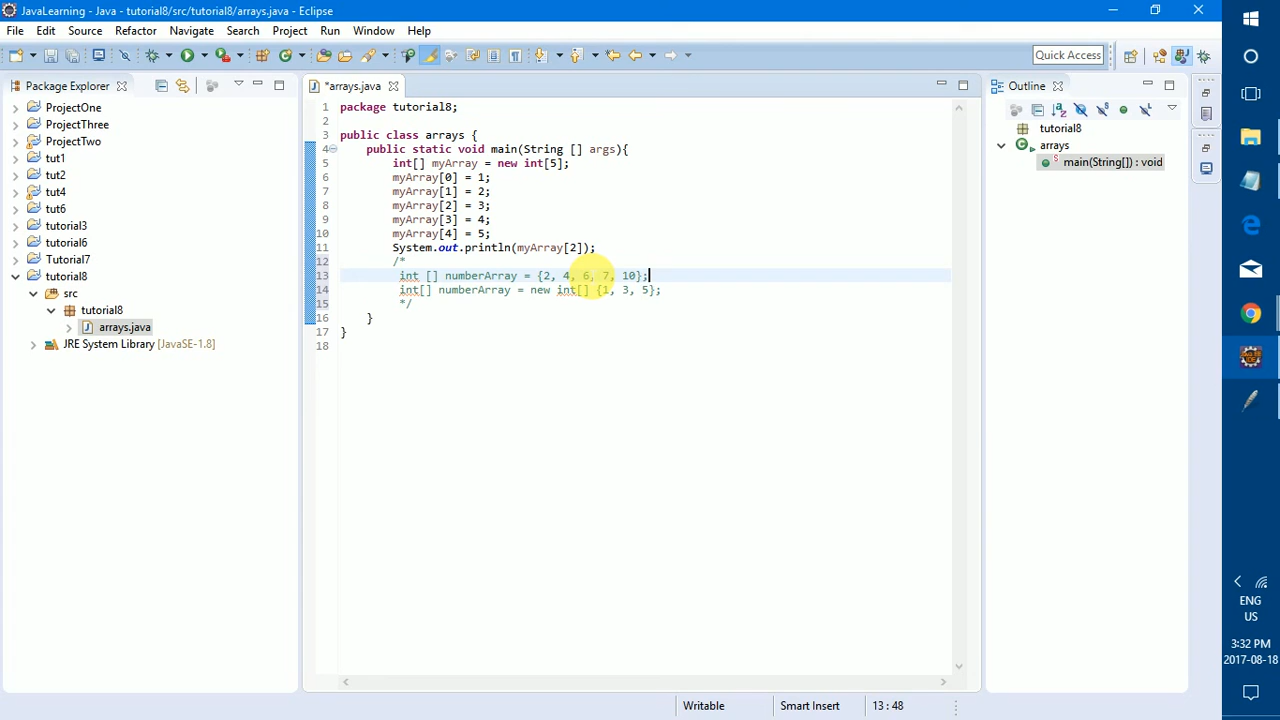 JavaLearning - Java - tutorial8/src/tutorial8/arrays.java - Eclipse
File Edit Source Refactor Navigate Search Project Run Window Help
Quick Access
Package Explorer
ProjectOne
ProjectThree
ProjectTwo
tut1
tut2
tut4
tut6
tutorial3
tutorial6
Tutorial7
tutorial8
src
tutorial8
arrays.java
JRE System Library [JavaSE-1.8]
*arrays.java
1 package tutorial8;
2
3 public class arrays {
4 public static void main(String [] args){
5 int[] myArray = new int[5];
6 myArray[0] = 1;
7 myArray[1] = 2;
8 myArray[2] = 3;
9 myArray[3] = 4;
10 myArray[4] = 5;
11 System.out.println(myArray[2]);
12 /*
13 int [] numberArray = {2, 4, 6, 7, 10};
14 int[] numberArray = new int[] {1, 3, 5};
15 */
16 }
17 }
18
Outline
tutorial8
arrays
main(String[]) : void
Writable Smart Insert 13 : 48
ENG
US
3:32 PM
2017-08-18